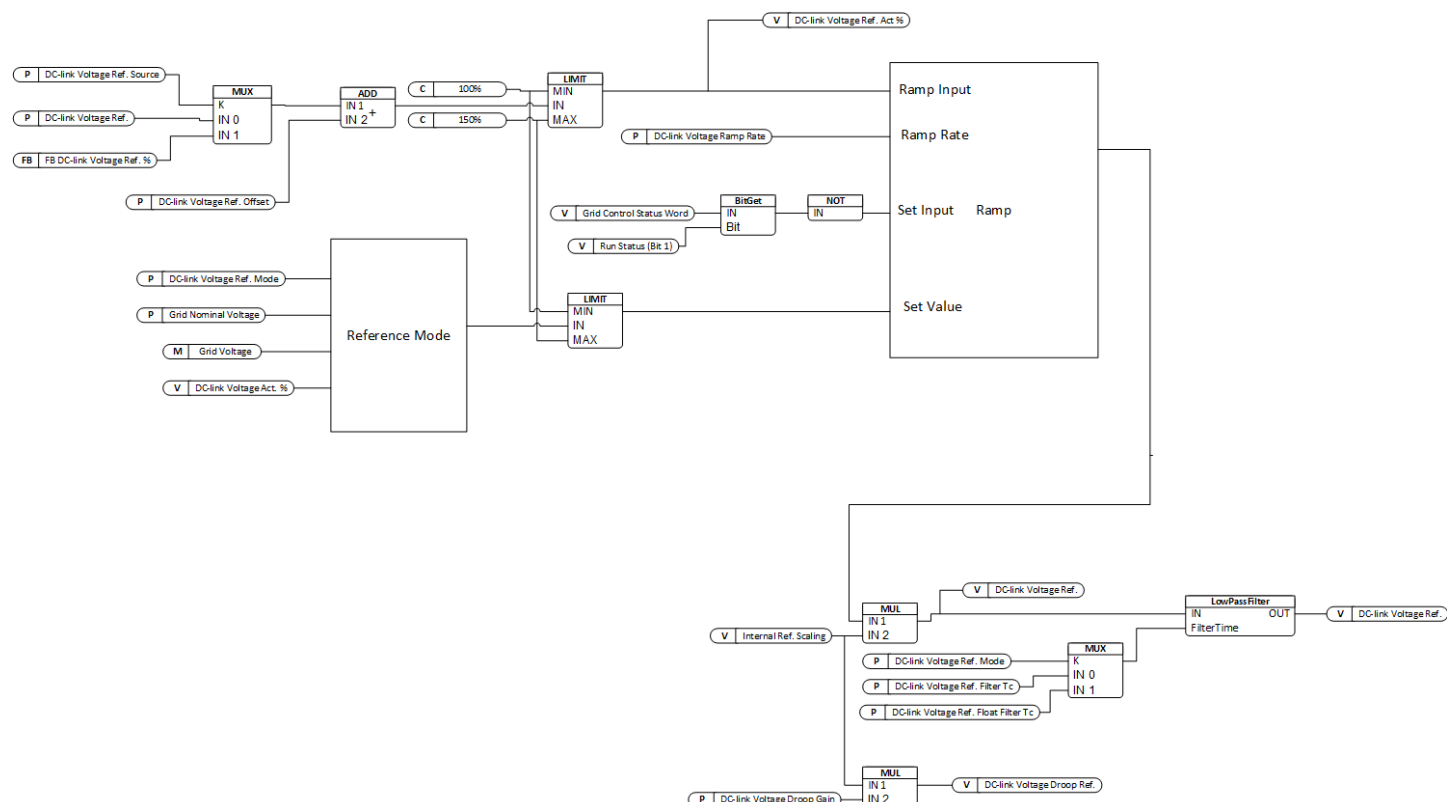 V DC-link Voltage Ref. Act %
P DC-link Voltage Ref. Source
MUX
K
IN 0
IN 1
P DC-link Voltage Ref.
FB FB DC-link Voltage Ref. %
ADD
IN 1
IN 2
+
P DC-link Voltage Ref. Offset
C 100%
C 150%
LIMIT
MIN
IN
MAX
Ramp Input
P DC-link Voltage Ramp Rate
Ramp Rate
V Grid Control Status Word
V Run Status (Bit 1)
BitGet
IN
Bit
NOT
IN
Set Input Ramp
P DC-link Voltage Ref. Mode
P Grid Nominal Voltage
M Grid Voltage
V DC-link Voltage Act. %
Reference Mode
LIMIT
MIN
IN
MAX
Set Value
V Internal Ref. Scaling
MUL
IN 1
IN 2
V DC-link Voltage Ref.
LowPassFilter
IN OUT
FilterTime
V DC-link Voltage Ref.
P DC-link Voltage Ref. Mode
P DC-link Voltage Ref. Filter Tc
P DC-link Voltage Ref. Float Filter Tc
MUX
K
IN 0
IN 1
MUL
IN 1
IN 2
V DC-link Voltage Droop Ref.
P DC-link Voltage Droop Gain